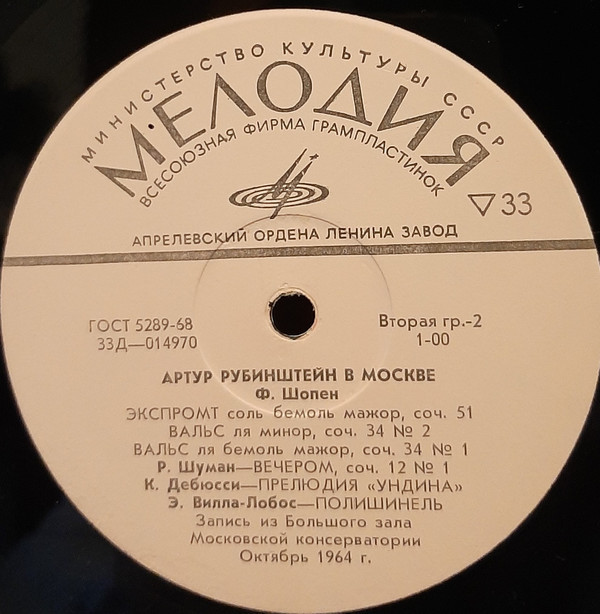 МИНИСТЕРСТВО КУЛЬТУРЫ СССР
МЕЛОДИЯ
ВСЕСОЮЗНАЯ ФИРМА ГРАМПЛАСТИНОК
▽33
АПРЕЛЕВСКИЙ ОРДЕНА ЛЕНИНА ЗАВОД
ГОСТ 5289-68
33Д—014970
Вторая гр.-2
1-00
АРТУР РУБИНШТЕЙН В МОСКВЕ
Ф. Шопен
ЭКСПРОМТ соль бемоль мажор, соч. 51
ВАЛЬС ля минор, соч. 34 № 2
ВАЛЬС ля бемоль мажор, соч. 34 № 1
Р. Шуман—ВЕЧЕРОМ, соч. 12 № 1
К. Дебюсси—ПРЕЛЮДИЯ «УНДИНА»
Э. Вилла-Лобос—ПОЛИШИНЕЛЬ
Запись из Большого зала
Московской консерватории
Октябрь 1964 г.